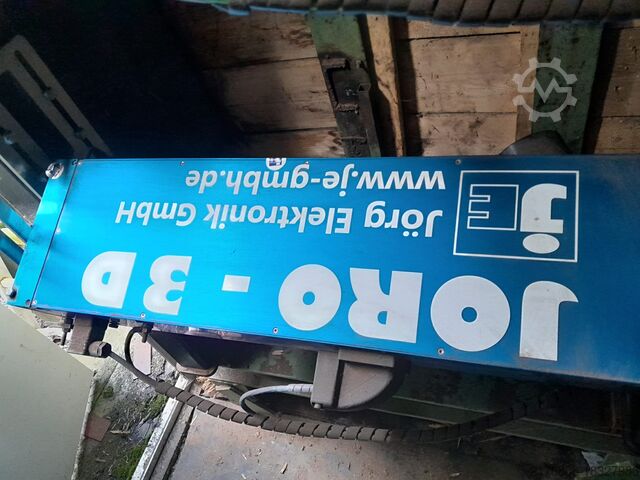 JORO - 3D
JE
Jörg Elektronik GmbH
www.je-gmbh.de